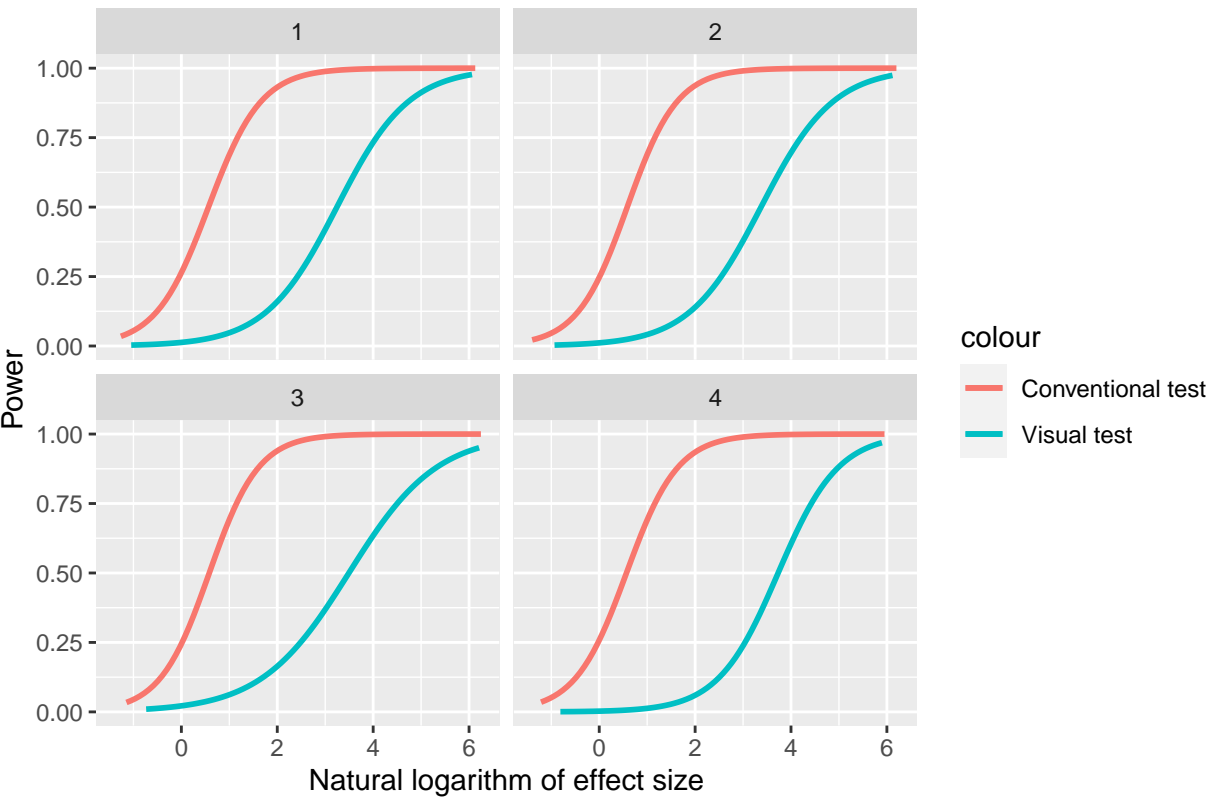 1
2
1.00
0.75
0.50
0.25
0.00
3
4
1.00
0.75
0.50
0.25
0.00
0 2 4 6
0 2 4 6
Power
Natural logarithm of effect size
colour
Conventional test
Visual test